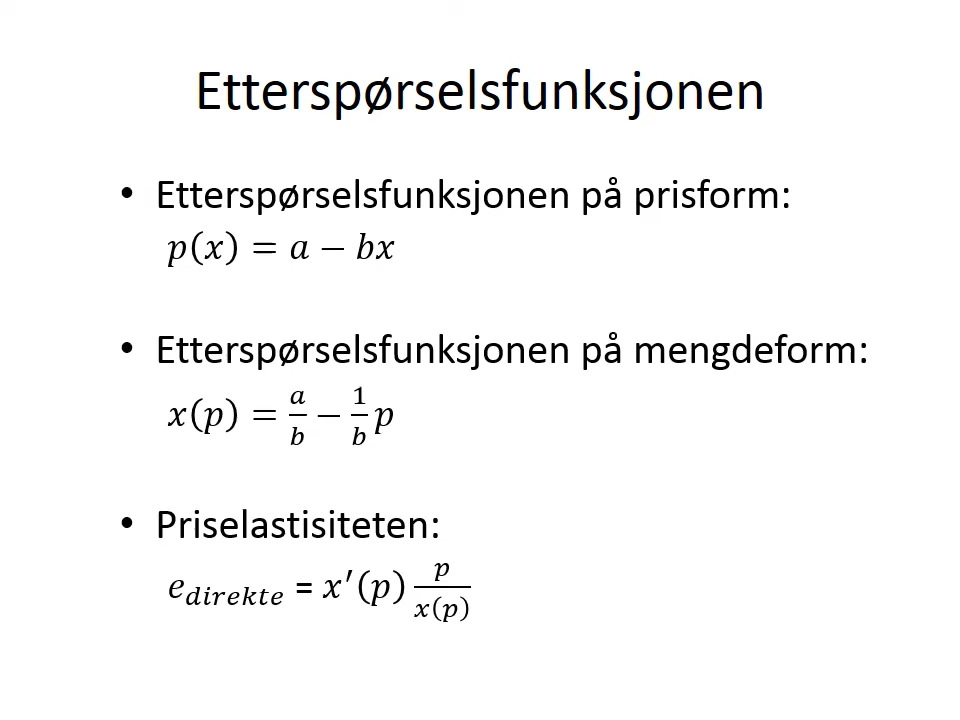 Etterspørselsfunksjonen
• Etterspørselsfunksjonen på prisform:
p(x) = a − bx
• Etterspørselsfunksjonen på mengdeform:
x(p) = a/b − 1/b p
• Priselastisiteten:
e_direkte = x′(p) p/x(p)